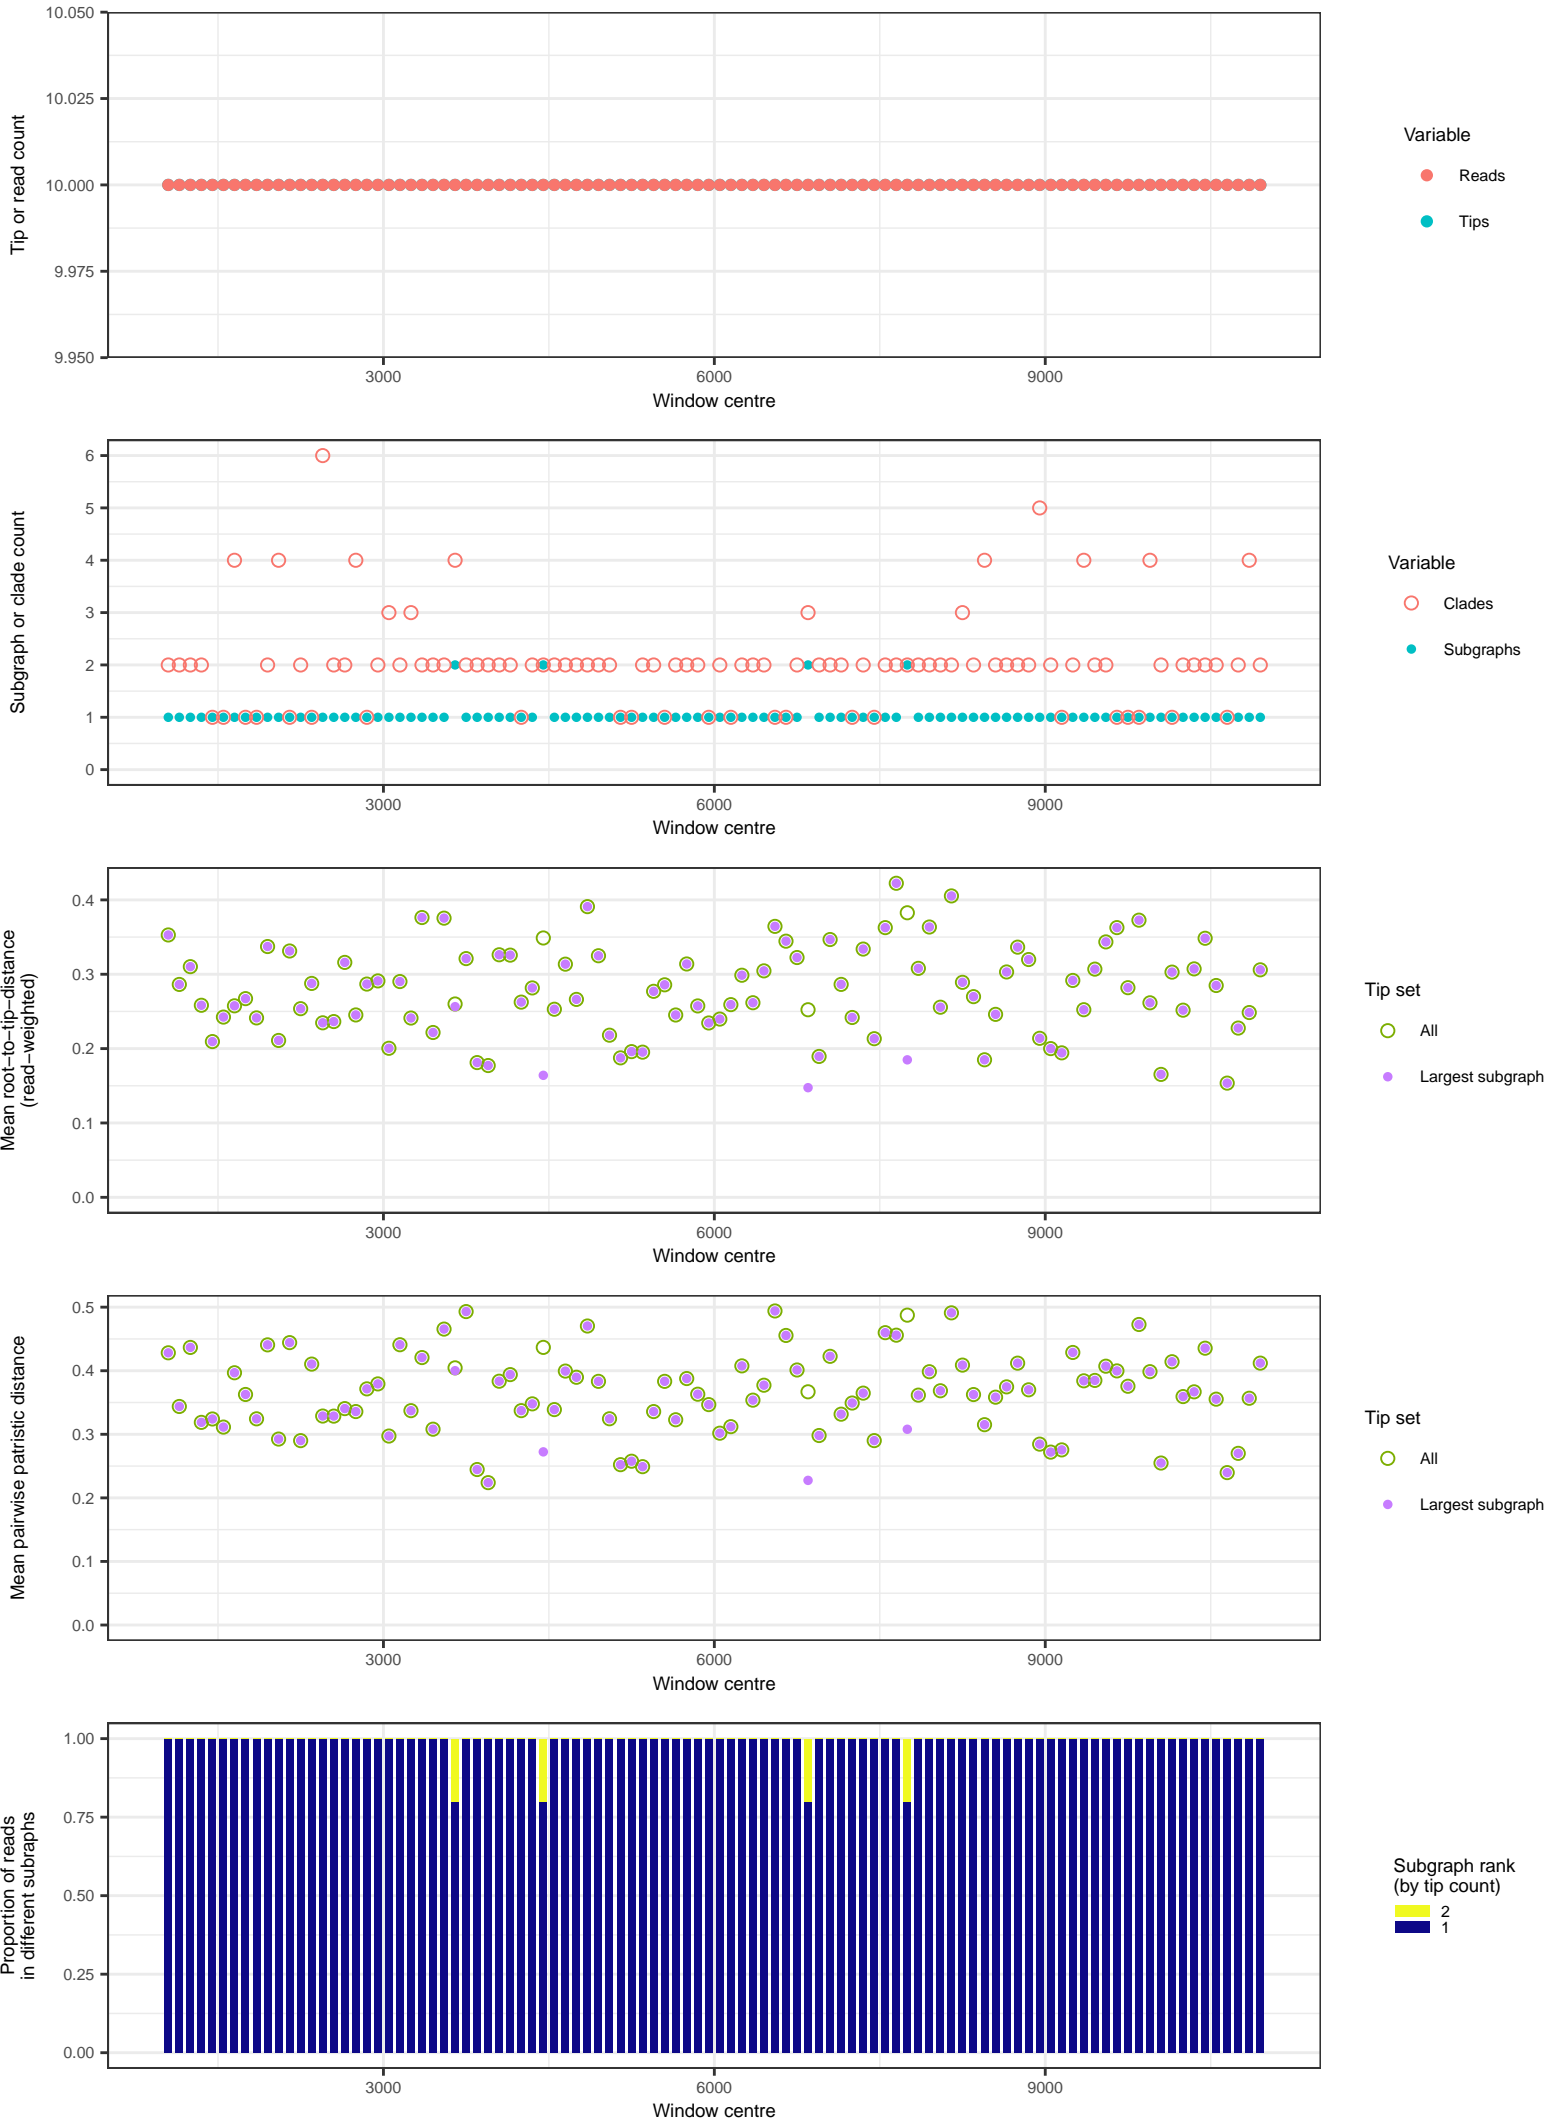 10.050
10.025
10.000
9.975
9.950
Tip or read count
3000
6000
9000
Window centre
Variable
Reads
Tips
6
5
4
3
2
1
0
Subgraph or clade count
3000
6000
9000
Window centre
Variable
Clades
Subgraphs
0.4
0.3
0.2
0.1
0.0
Mean root−to−tip−distance
(read−weighted)
3000
6000
9000
Window centre
Tip set
All
Largest subgraph
0.5
0.4
0.3
0.2
0.1
0.0
Mean pairwise patristic distance
3000
6000
9000
Window centre
Tip set
All
Largest subgraph
1.00
0.75
0.50
0.25
0.00
Proportion of reads
in different subraphs
3000
6000
9000
Window centre
Subgraph rank
(by tip count)
2
1